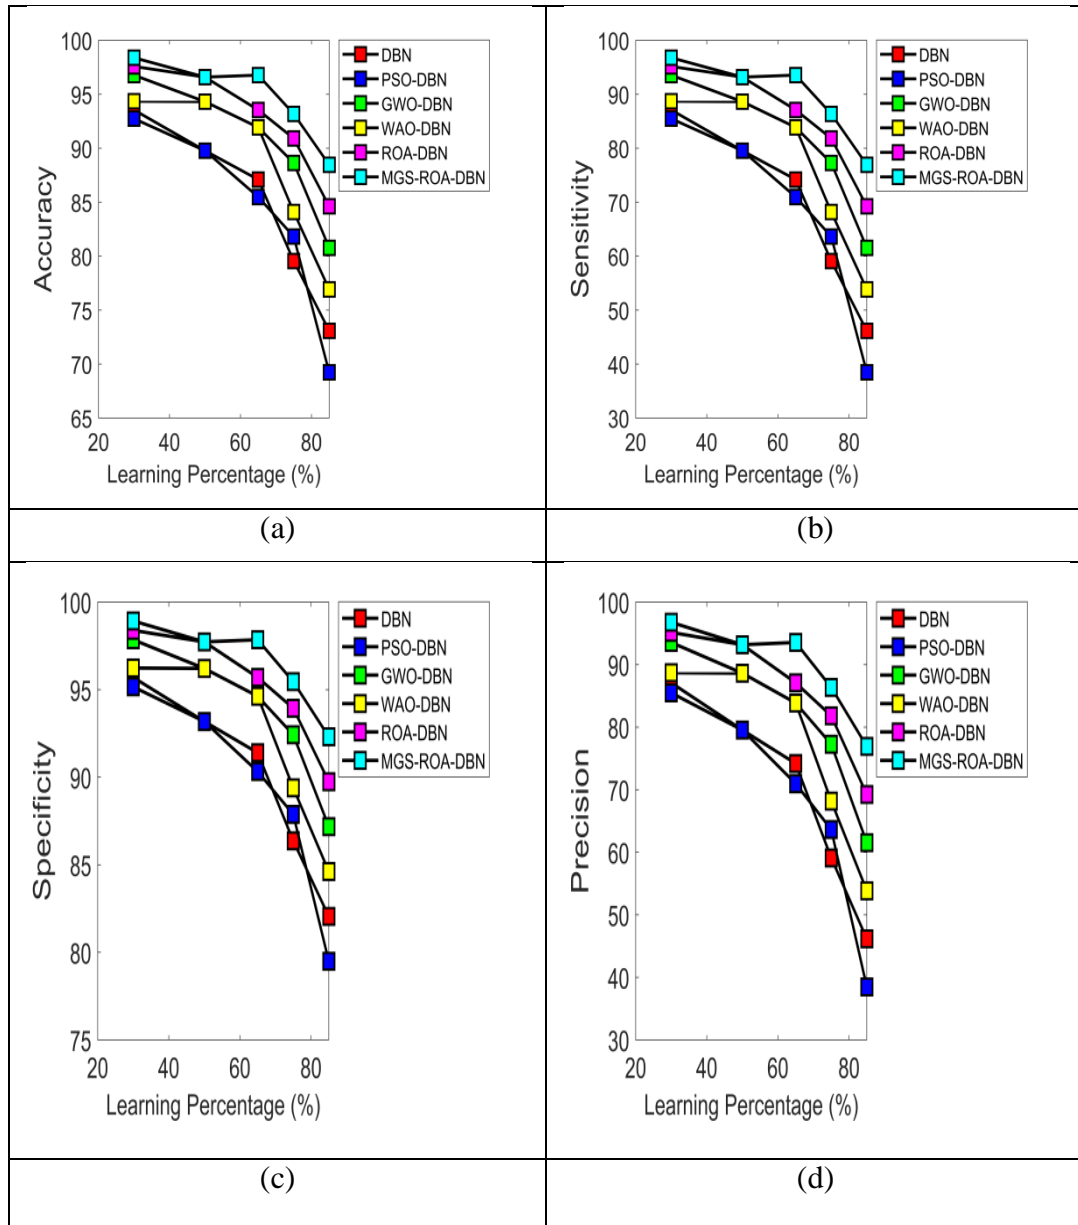 100
95
90
85
80
75
70
65
20 40 60 80
Accuracy
Learning Percentage (%)
DBN
PSO-DBN
GWO-DBN
WAO-DBN
ROA-DBN
MGS-ROA-DBN
(a)
100
90
80
70
60
50
40
30
20 40 60 80
Sensitivity
Learning Percentage (%)
DBN
PSO-DBN
GWO-DBN
WAO-DBN
ROA-DBN
MGS-ROA-DBN
(b)
100
95
90
85
80
75
20 40 60 80
Specificity
Learning Percentage (%)
DBN
PSO-DBN
GWO-DBN
WAO-DBN
ROA-DBN
MGS-ROA-DBN
(c)
100
90
80
70
60
50
40
30
20 40 60 80
Precision
Learning Percentage (%)
DBN
PSO-DBN
GWO-DBN
WAO-DBN
ROA-DBN
MGS-ROA-DBN
(d)